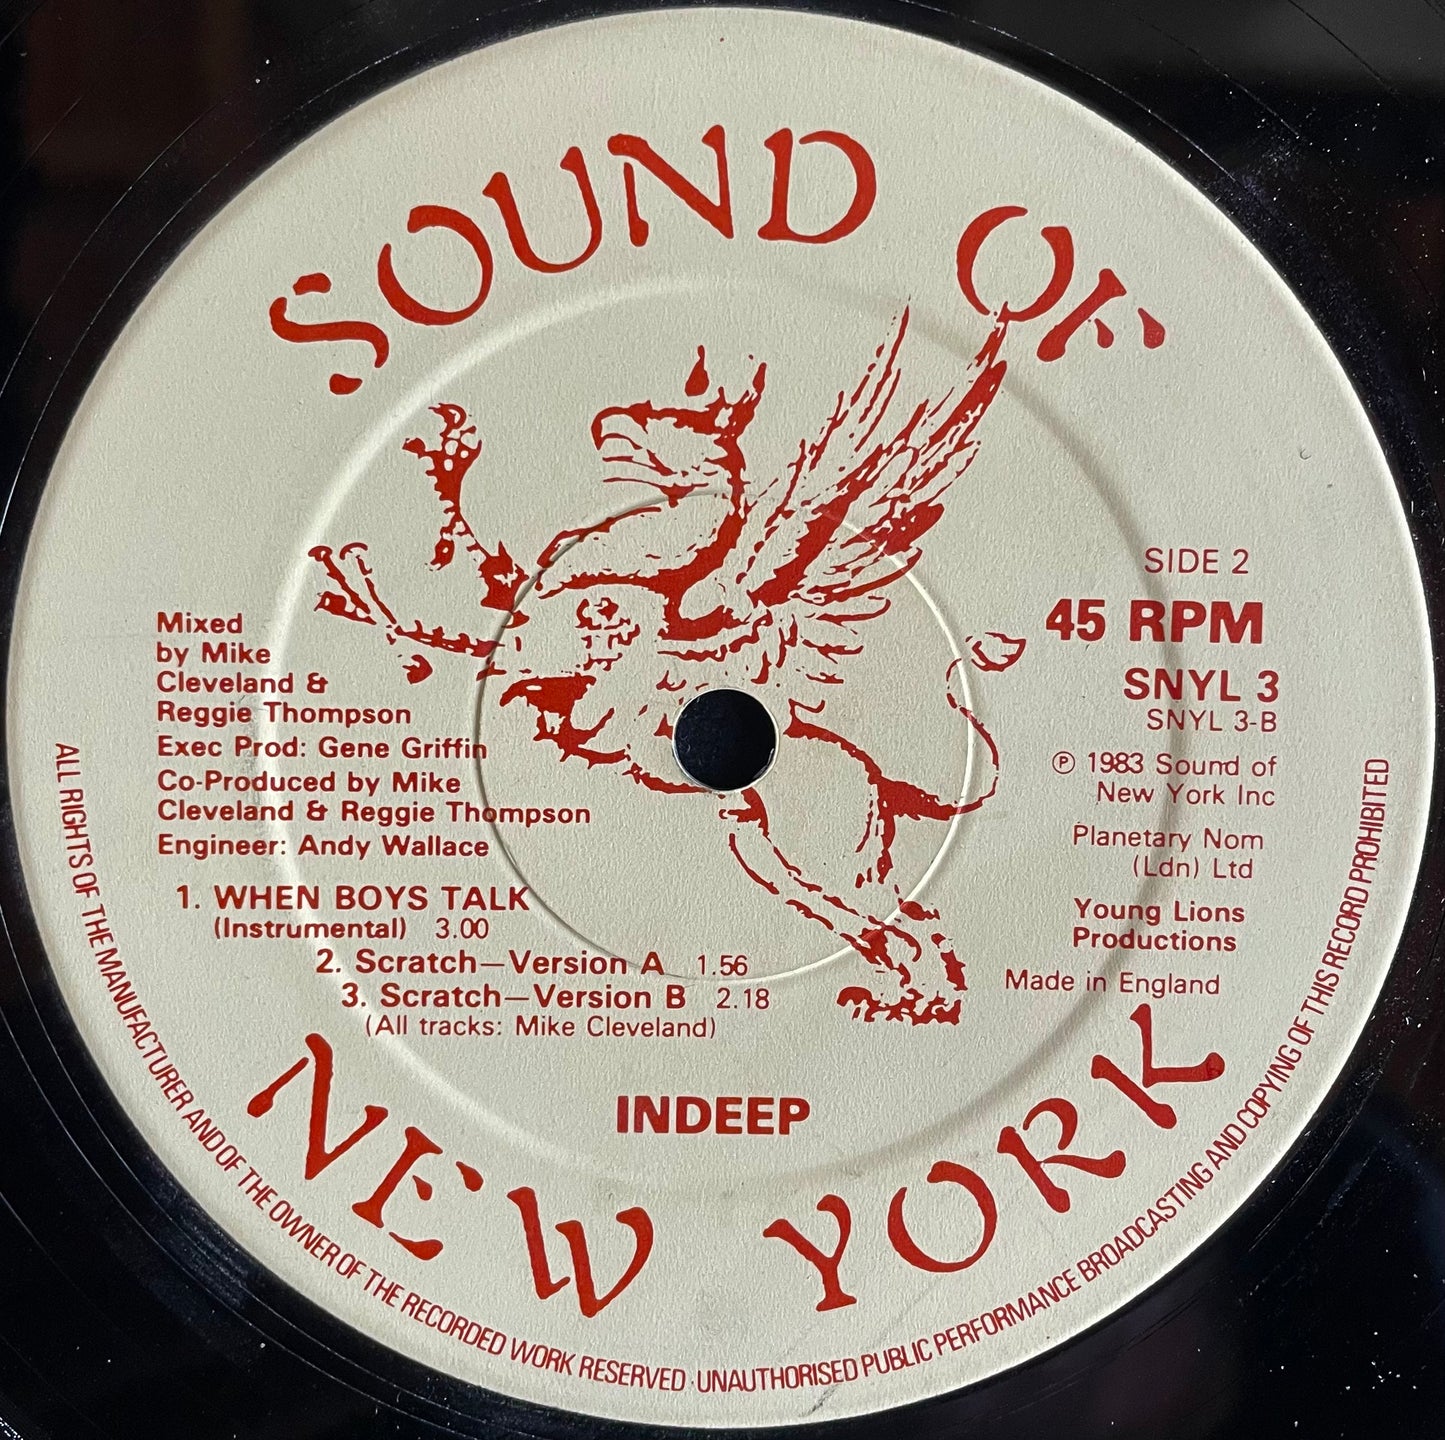 SOUND OF
SIDE 2
45 RPM
SNYL 3
SNYL 3-B
℗ 1983 Sound of
New York Inc
Planetary Nom
(Ldn) Ltd
Young Lions
Productions
Made in England
Mixed
by Mike
Cleveland &
Reggie Thompson
Exec Prod: Gene Griffin
Co-Produced by Mike
Cleveland & Reggie Thompson
Engineer: Andy Wallace
1. WHEN BOYS TALK
(Instrumental) 3.00
2. Scratch—Version A 1.56
3. Scratch—Version B 2.18
(All tracks: Mike Cleveland)
INDEEP
NEW YORK
ALL RIGHTS OF THE MANUFACTURER AND OF THE OWNER OF THE RECORDED WORK RESERVED · UNAUTHORISED PUBLIC PERFORMANCE BROADCASTING AND COPYING OF THIS RECORD PROHIBITED